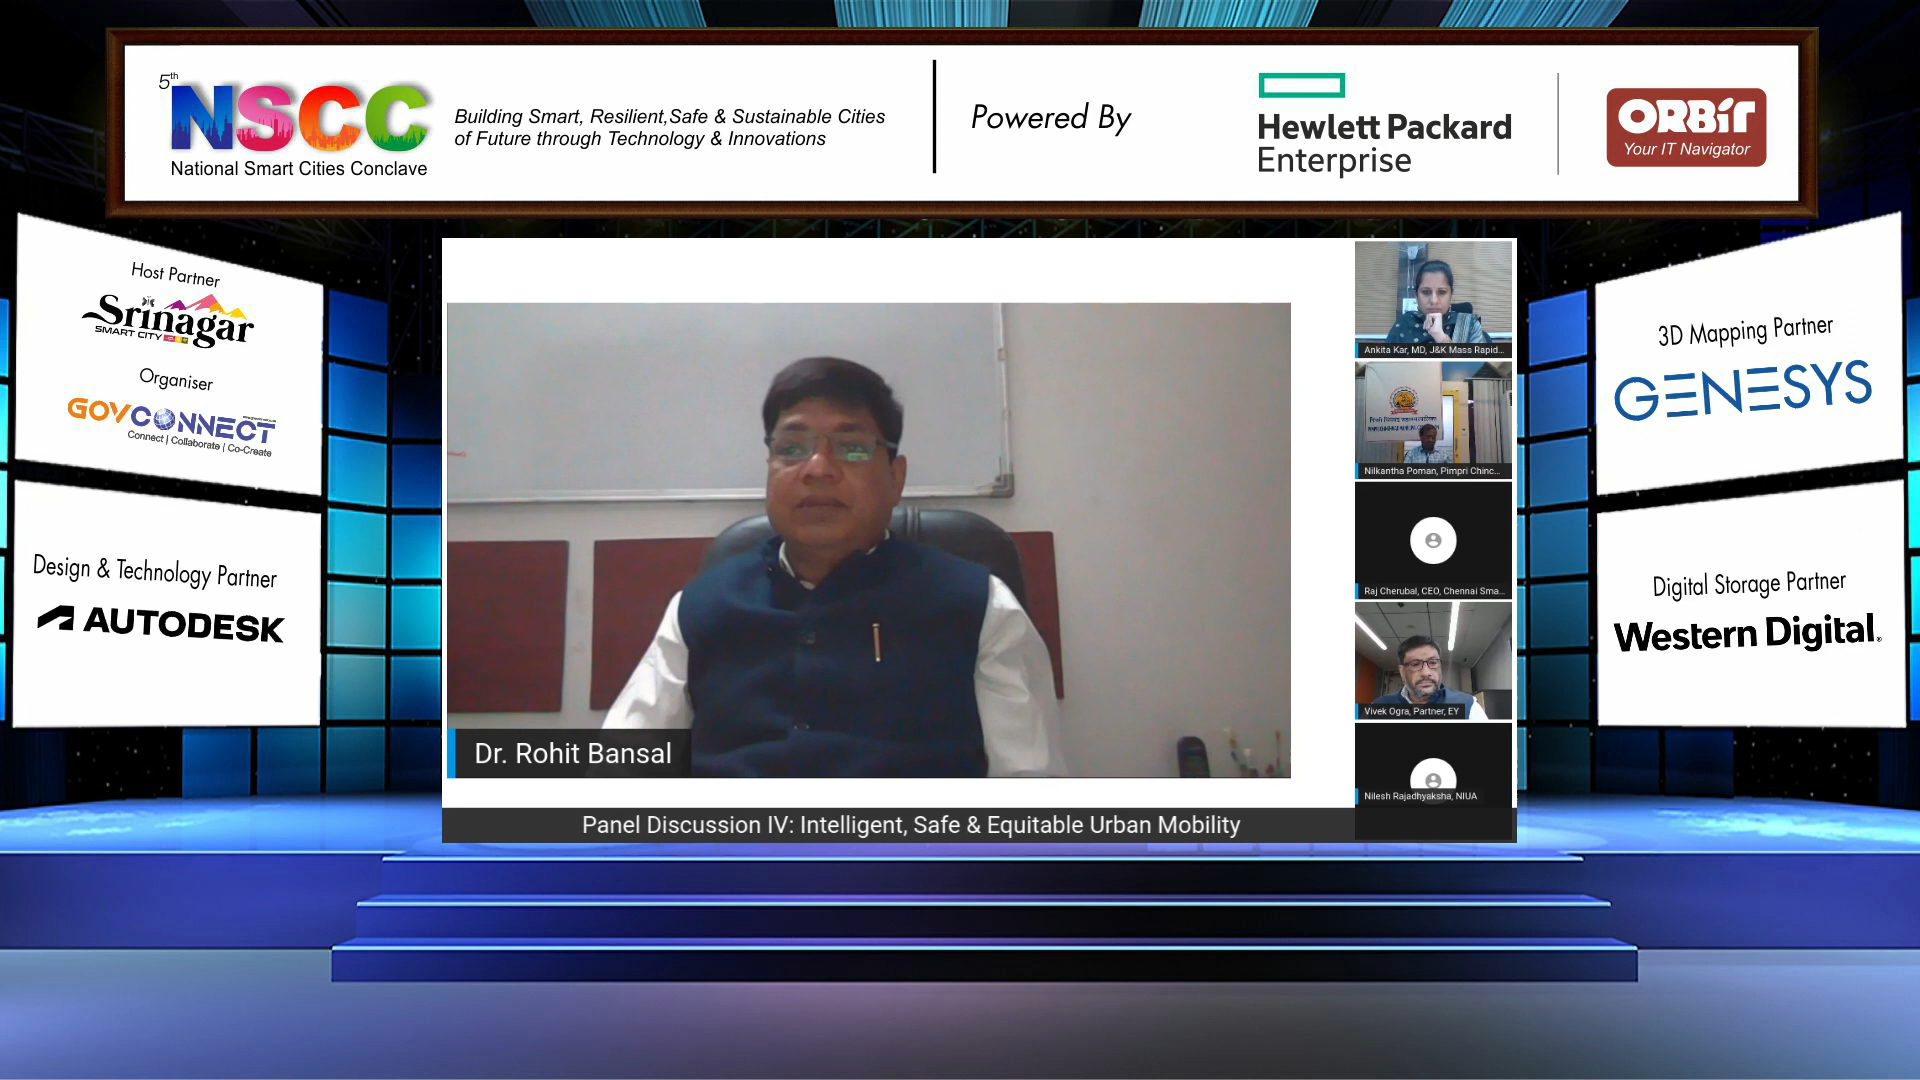 5th
NSCC
National Smart Cities Conclave
Building Smart, Resilient,Safe & Sustainable Cities
of Future through Technology & Innovations
Powered By
Hewlett Packard
Enterprise
ORBiT
Your IT Navigator
Host Partner
Srinagar
SMART CITY
Organiser
GOVCONNECT
Connect | Collaborate | Co-Create
Design & Technology Partner
AUTODESK
Dr. Rohit Bansal
Panel Discussion IV: Intelligent, Safe & Equitable Urban Mobility
Ankita Kar, MD, J&K Mass Rapid...
Nilkantha Poman, Pimpri Chinc...
Raj Cherubal, CEO, Chennai Sma...
Vivek Ogra, Partner, EY
Nilesh Rajadhyaksha, NIUA
3D Mapping Partner
GENESYS
Digital Storage Partner
Western Digital.